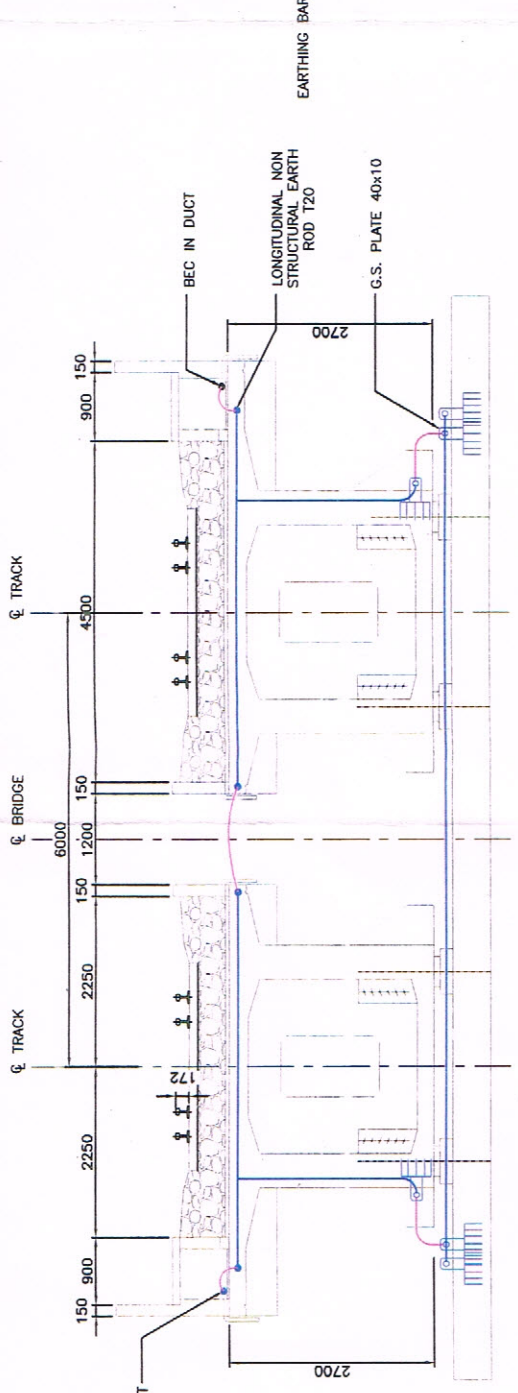 EARTHING BAR
BEC IN DUCT
LONGITUDINAL NON
STRUCTURAL EARTH
ROD T20
G.S. PLATE 40x10
℄ TRACK
℄ BRIDGE
℄ TRACK
6000
150
900
2250
2250
150
1200
150
4500
900
150
172
2700
2700
T